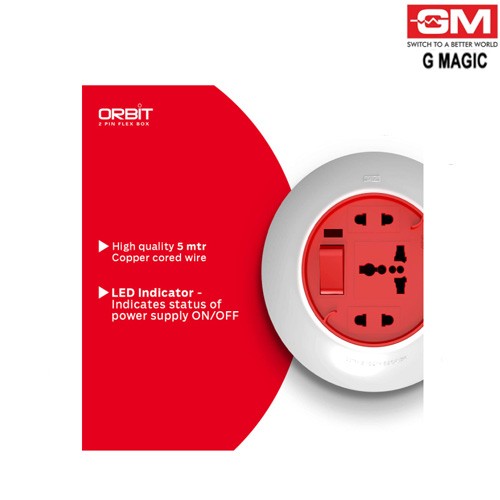 GM
SWITCH TO A BETTER WORLD
G MAGIC
ORBIT
2 PIN FLEX BOX
High quality 5 mtr
Copper cored wire
LED Indicator -
Indicates status of
power supply ON/OFF